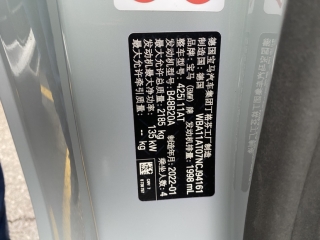 德国宝马汽车集团丁格芬工厂制造
制造国：德国 WBA11AT07NCJ94161
品牌：宝马 (BMW) 牌
整车型号：425I 11AT 发动机排量：1998 mL
发动机型号：B48B20A
最大允许总质量：2185 kg 制造年月：2022-01
发动机最大净功率：135 kW 乘坐人数：4
最大允许牵引质量：-- kg